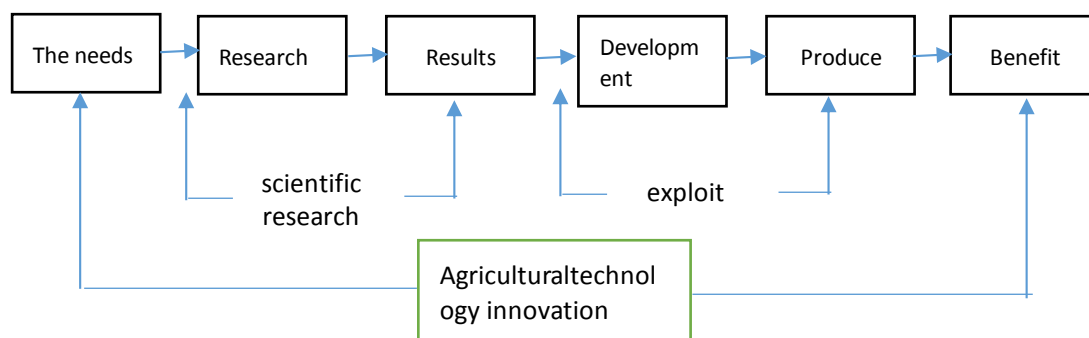 The needs
Research
Results
Developm
ent
Produce
Benefit
scientific
research
exploit
Agriculturaltechnol
ogy innovation